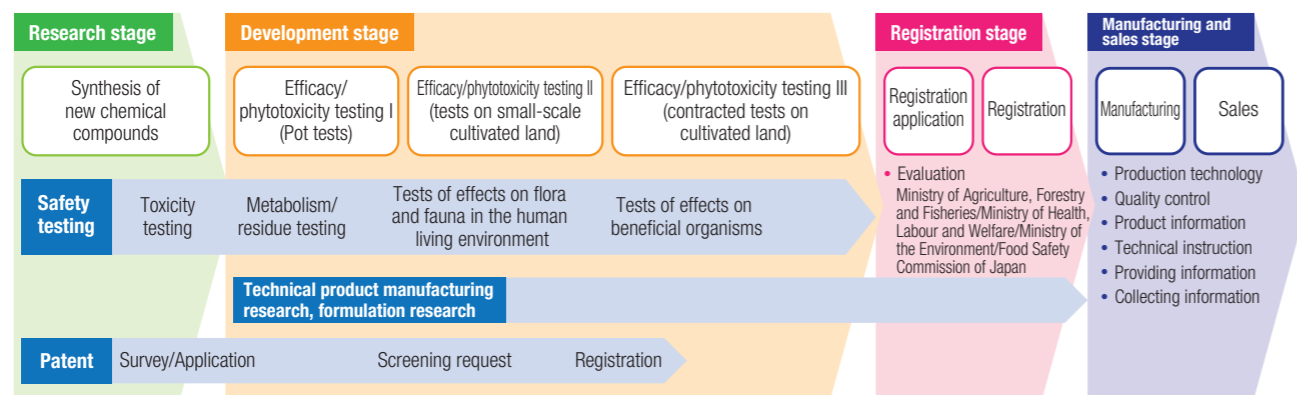 Research stage
Development stage
Registration stage
Manufacturing and
sales stage
Synthesis of
new chemical
compounds
Efficacy/
phytotoxicity testing I
(Pot tests)
Efficacy/phytotoxicity testing II
(tests on small-scale
cultivated land)
Efficacy/phytotoxicity testing III
(contracted tests on
cultivated land)
Registration
application
Registration
Manufacturing
Sales
Safety
testing
Toxicity
testing
Metabolism/
residue testing
Tests of effects on flora
and fauna in the human
living environment
Tests of effects on
beneficial organisms
• Evaluation
Ministry of Agriculture, Forestry
and Fisheries/Ministry of Health,
Labour and Welfare/Ministry of
the Environment/Food Safety
Commission of Japan
• Production technology
• Quality control
• Product information
• Technical instruction
• Providing information
• Collecting information
Technical product manufacturing
research, formulation research
Patent
Survey/Application
Screening request
Registration